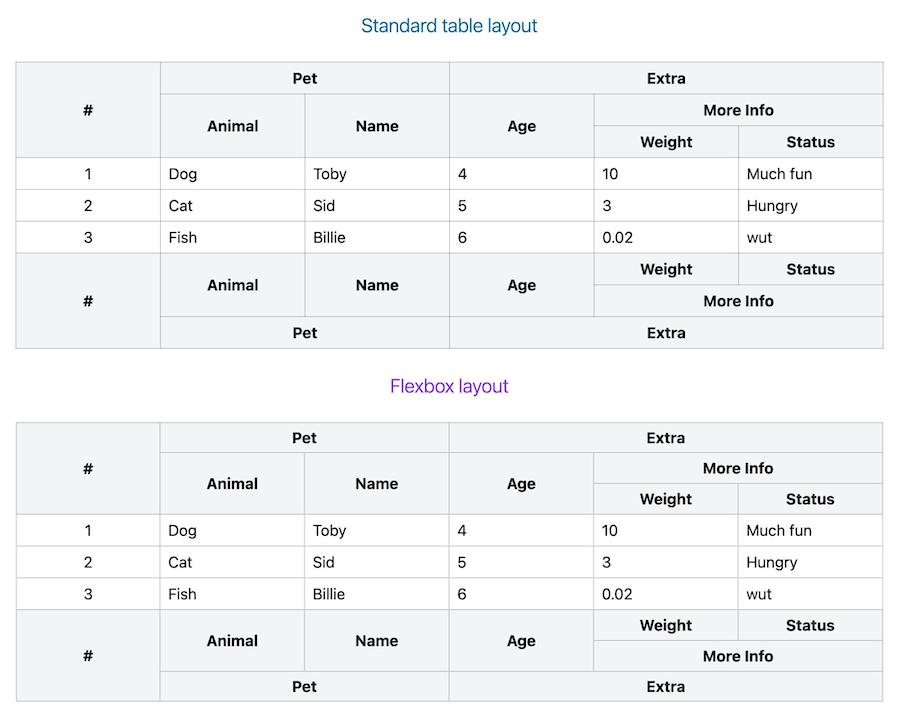 Standard table layout
# Pet Extra
Animal Name Age More Info
Weight Status
1 Dog Toby 4 10 Much fun
2 Cat Sid 5 3 Hungry
3 Fish Billie 6 0.02 wut
# Animal Name Age Weight Status
More Info
Pet Extra
Flexbox layout
# Pet Extra
Animal Name Age More Info
Weight Status
1 Dog Toby 4 10 Much fun
2 Cat Sid 5 3 Hungry
3 Fish Billie 6 0.02 wut
# Animal Name Age Weight Status
More Info
Pet Extra